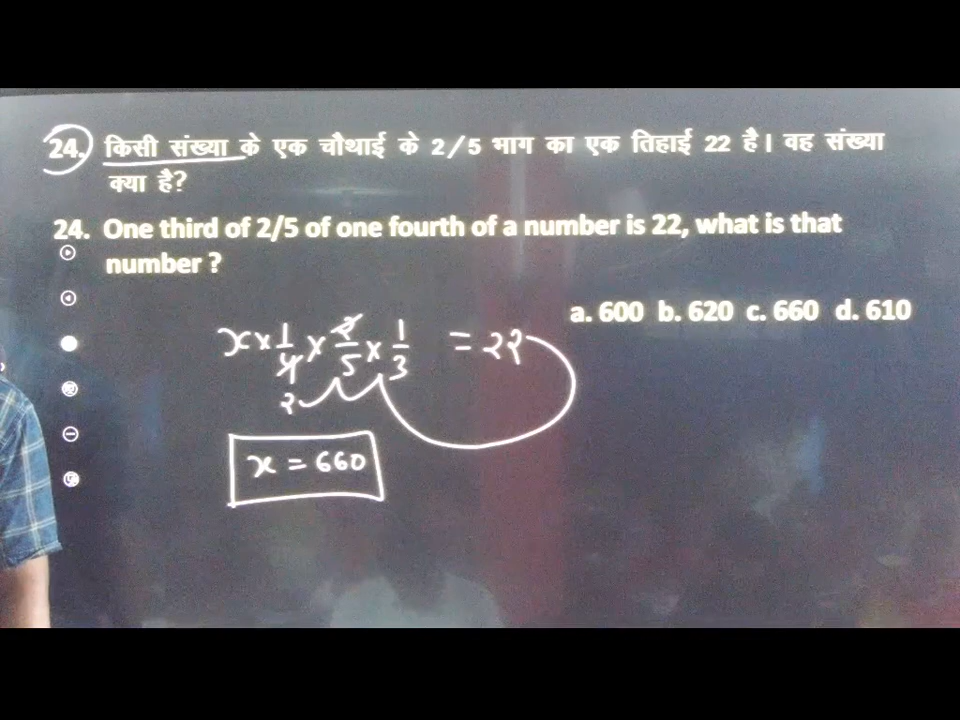 24. किसी संख्या के एक चौथाई के 2/5 भाग का एक तिहाई 22 है। वह संख्या
क्या है?
24. One third of 2/5 of one fourth of a number is 22, what is that
number ?
a. 600 b. 620 c. 660 d. 610
x × 1/4 × 2/5 × 1/3 = 22
2
x = 660